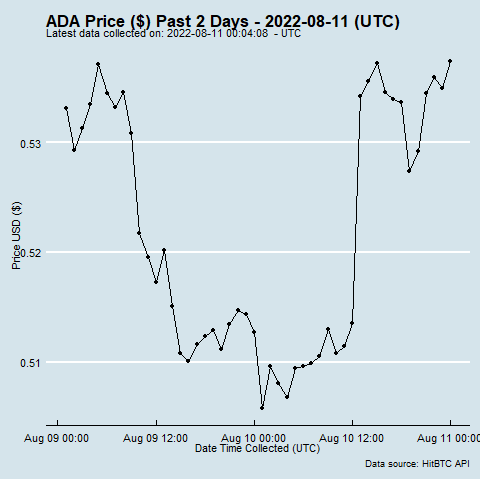 ADA Price ($) Past 2 Days - 2022-08-11 (UTC)
Latest data collected on: 2022-08-11 00:04:08 - UTC
0.53
0.52
0.51
Price USD ($)
Aug 09 00:00 Aug 09 12:00 Aug 10 00:00 Aug 10 12:00 Aug 11 00:00
Date Time Collected (UTC)
Data source: HitBTC API